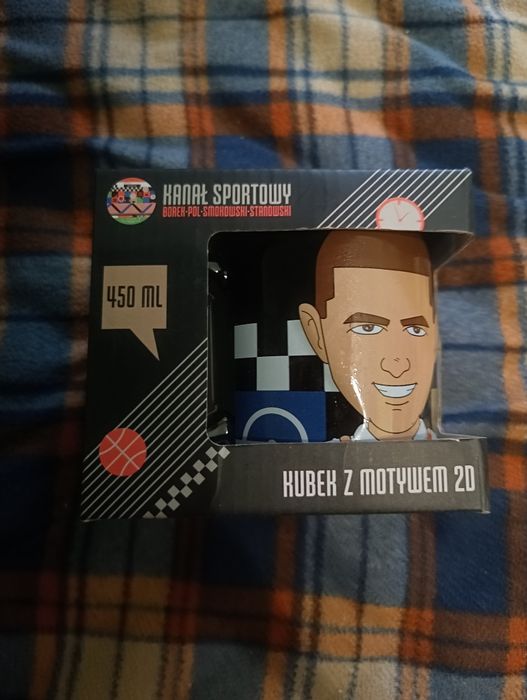 KANAŁ SPORTOWY
BOREK-POL-SMOKOWSKI-STANOWSKI
450 ML
KUBEK Z MOTYWEM 2D